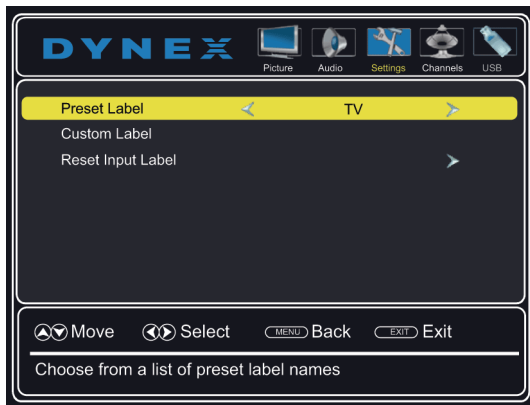 DYNEX
Picture Audio Settings Channels USB
Preset Label TV
Custom Label
Reset Input Label
Move Select MENU Back EXIT Exit
Choose from a list of preset label names